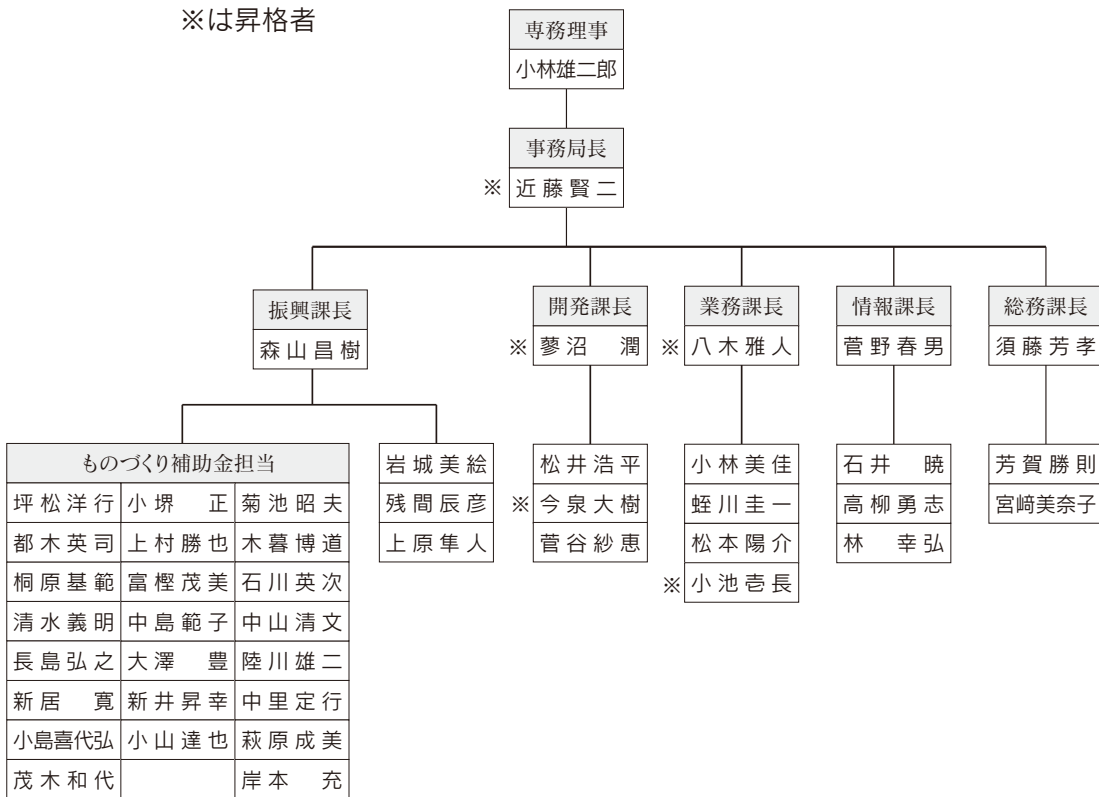 ※は昇格者
専務理事
小林雄二郎
事務局長
※ 近藤賢二
振興課長
森山昌樹
開発課長
※ 蓼沼 潤
業務課長
※ 八木雅人
情報課長
菅野春男
総務課長
須藤芳孝
ものづくり補助金担当
坪松洋行 小堺 正 菊池昭夫
都木英司 上村勝也 木暮博道
桐原基範 富樫茂美 石川英次
清水義明 中島範子 中山清文
長島弘之 大澤 豊 陸川雄二
新居 寛 新井昇幸 中里定行
小島喜代弘 小山達也 萩原成美
茂木和代 岸本 充
岩城美絵
残間辰彦
上原隼人
松井浩平
※ 今泉大樹
菅谷紗恵
小林美佳
蛭川圭一
松本陽介
※ 小池壱長
石井 暁
高柳勇志
林 幸弘
芳賀勝則
宮﨑美奈子